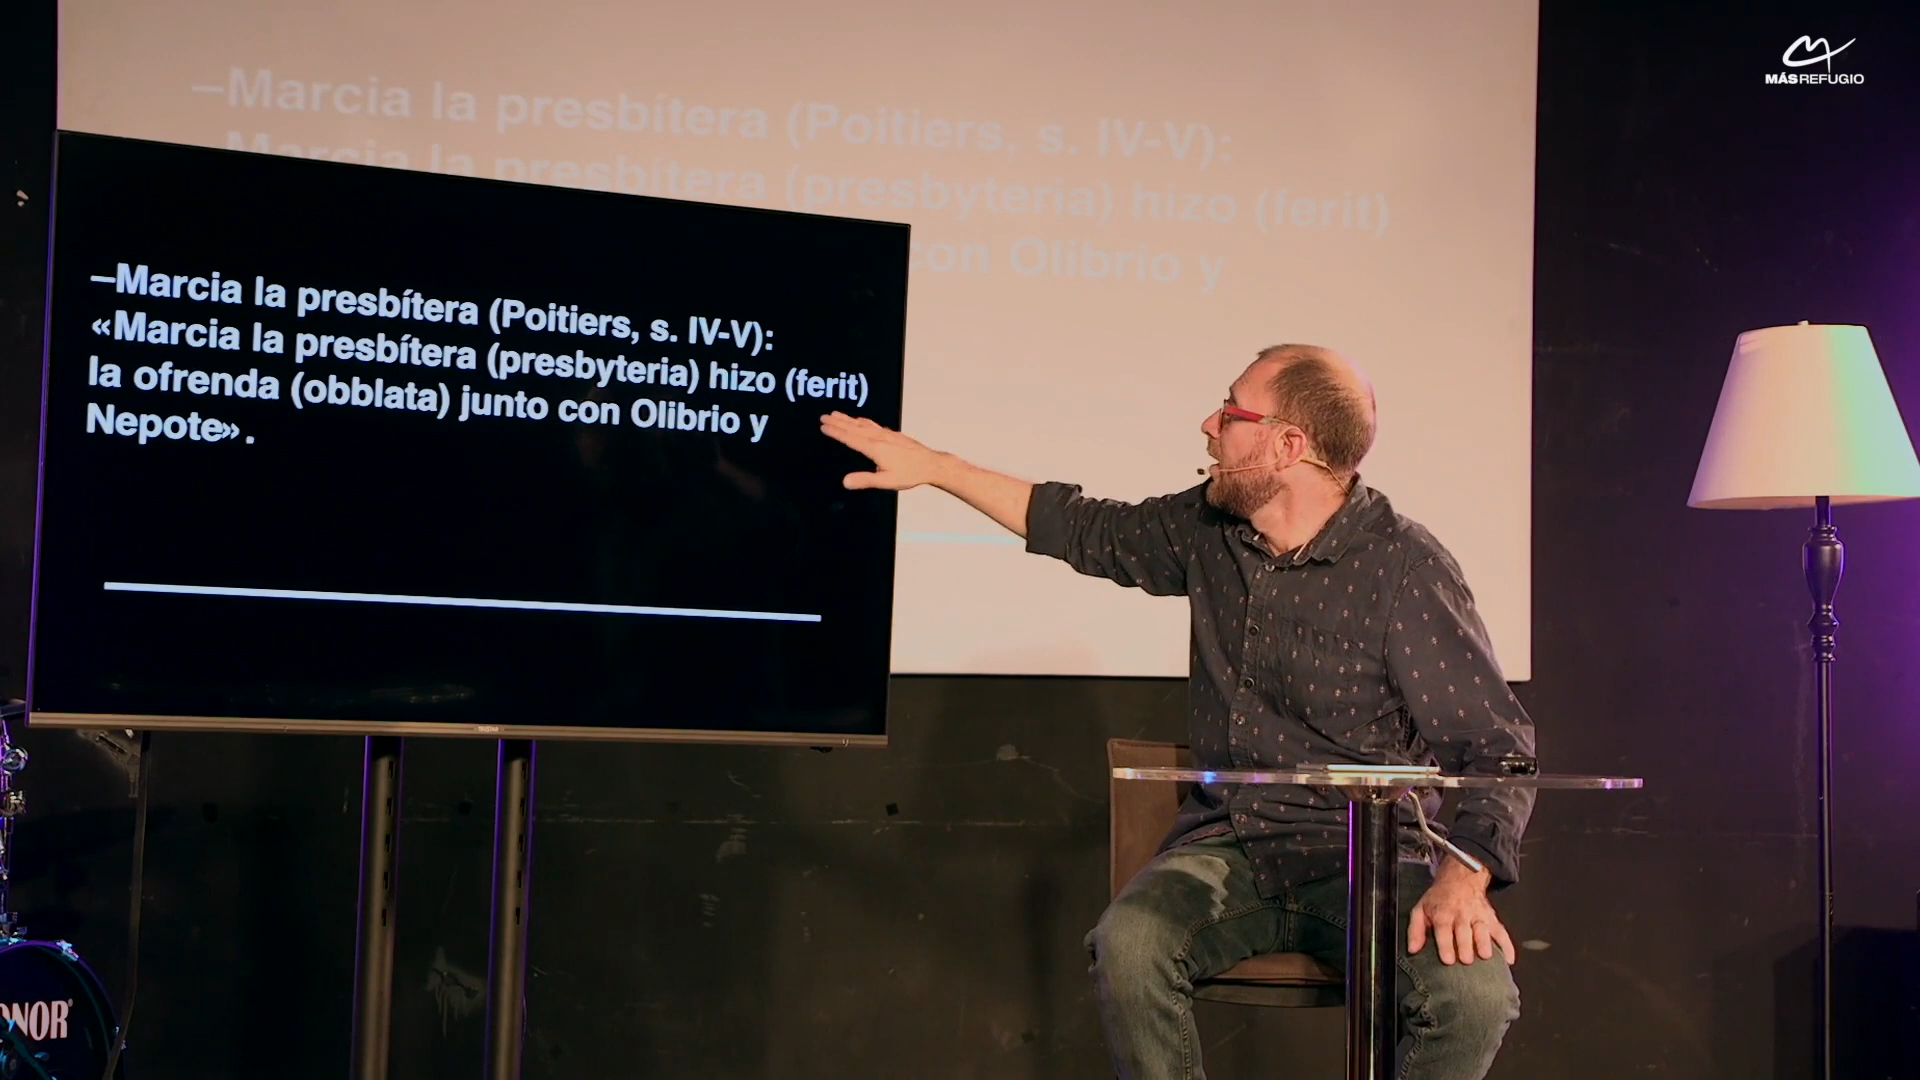 MÁSREFUGIO
–Marcia la presbítera (Poitiers, s. IV-V):
Marcia la presbítera (presbyteria) hizo (ferit)
con Olibrio y
–Marcia la presbítera (Poitiers, s. IV-V):
«Marcia la presbítera (presbyteria) hizo (ferit)
la ofrenda (obblata) junto con Olibrio y
Nepote».